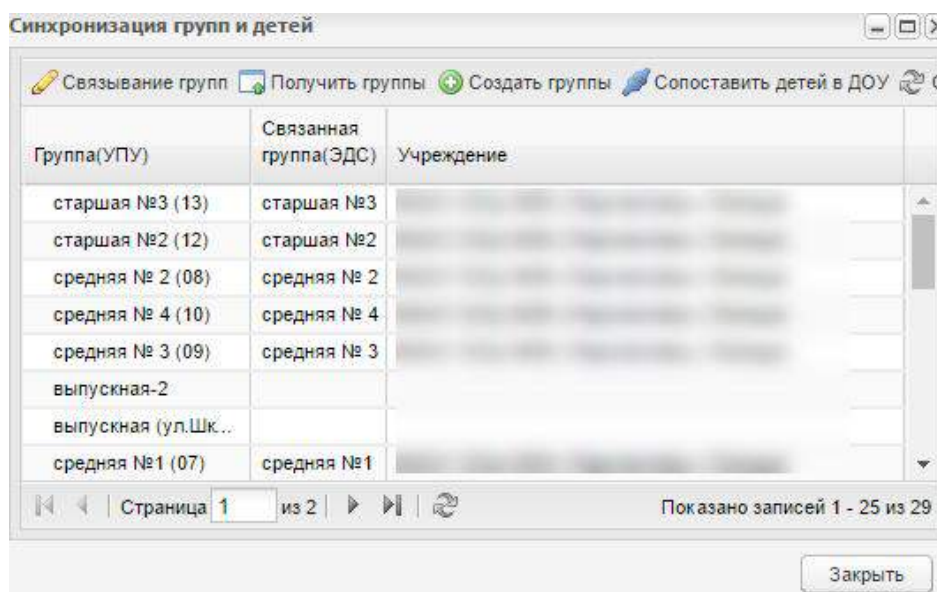 Синхронизация групп и детей
Связывание групп Получить группы Создать группы Сопоставить детей в ДОУ
Группа(УПУ) Связанная группа(ЭДС) Учреждение
старшая №3 (13) старшая №3
старшая №2 (12) старшая №2
средняя № 2 (08) средняя № 2
средняя № 4 (10) средняя № 4
средняя № 3 (09) средняя № 3
выпускная-2
выпускная (ул.Шк...
средняя №1 (07) средняя №1
Страница 1 из 2 Показано записей 1 - 25 из 29
Закрыть